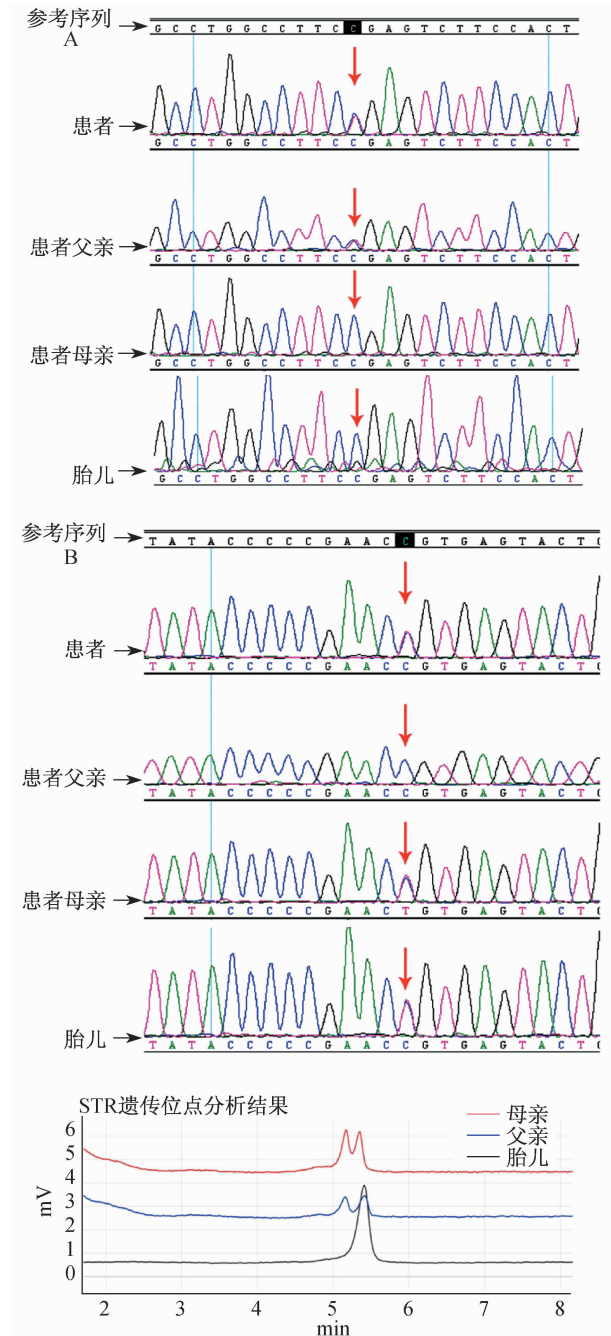 参考序列
A
G C C T G G C C T T C C G A G T C T T C C A C T
患者
G C C T G G C C T T C C G A G T C T T C C A C T
患者父亲
G C C T G G C C T T C C G A G T C T T C C A C T
患者母亲
G C C T G G C C T T C C G A G T C T T C C A C T
胎儿
G C C T G G C C T T C C G A G T C T T C C A C T
参考序列
B
T A T A C C C C C G A A C C G T G A G T A C T C
患者
T A T A C C C C C G A A C C G T G A G T A C T C
患者父亲
T A T A C C C C C G A A C C G T G A G T A C T C
患者母亲
T A T A C C C C C G A A C T G T G A G T A C T C
胎儿
T A T A C C C C C G A A C C G T G A G T A C T C
STR遗传位点分析结果
母亲
父亲
胎儿
mV
6
5
4
3
2
1
0
2 3 4 5 6 7 8
min